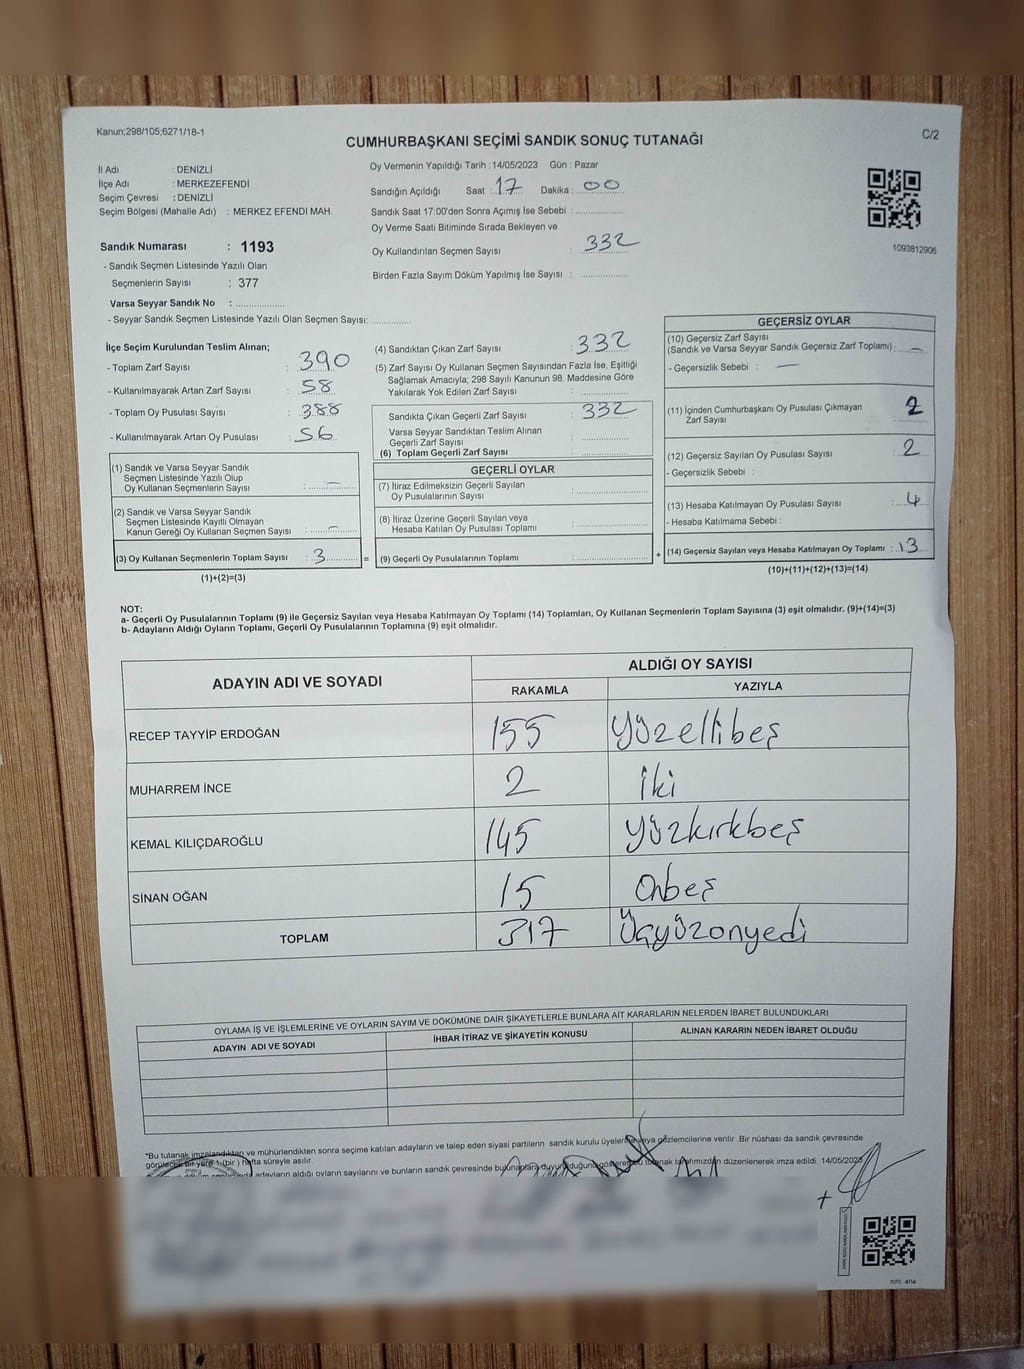 Kanun;298/105;6271/18-1
C/2
CUMHURBAŞKANI SEÇİMİ SANDIK SONUÇ TUTANAĞI
İl Adı : DENİZLİ
İlçe Adı : MERKEZEFENDİ
Seçim Çevresi : DENİZLİ
Seçim Bölgesi (Mahalle Adı) : MERKEZ EFENDİ MAH.
Sandık Numarası : 1193
- Sandık Seçmen Listesinde Yazılı Olan
Seçmenlerin Sayısı : 377
Varsa Seyyar Sandık No : ................
- Seyyar Sandık Seçmen Listesinde Yazılı Olan Seçmen Sayısı: ............
Oy Vermenin Yapıldığı Tarih : 14/05/2023 Gün : Pazar
Sandığın Açıldığı Saat : 17 Dakika : 00
Sandık Saat 17:00'den Sonra Açımış İse Sebebi : ...............
Oy Verme Saati Bitiminde Sırada Bekleyen ve
Oy Kullandırılan Seçmen Sayısı : 332
Birden Fazla Sayım Döküm Yapılmış İse Sayısı : ...............
1093812906
İlçe Seçim Kurulundan Teslim Alınan;
- Toplam Zarf Sayısı : 390
- Kullanılmayarak Artan Zarf Sayısı : 58
- Toplam Oy Pusulası Sayısı : 388
- Kullanılmayarak Artan Oy Pusulası : 56
(1) Sandık ve Varsa Seyyar Sandık
Seçmen Listesinde Yazılı Olup
Oy Kullanan Seçmenlerin Sayısı : —
(2) Sandık ve Varsa Seyyar Sandık
Seçmen Listesinde Kayıtlı Olmayan
Kanun Gereği Oy Kullanan Seçmen Sayısı : —
(3) Oy Kullanan Seçmenlerin Toplam Sayısı : 3
(1)+(2)=(3)
(4) Sandıktan Çıkan Zarf Sayısı : 332
(5) Zarf Sayısı Oy Kullanan Seçmen Sayısından Fazla İse, Eşitliği
Sağlamak Amacıyla; 298 Sayılı Kanunun 98. Maddesine Göre
Yakılarak Yok Edilen Zarf Sayısı : ...............
Sandıkta Çıkan Geçerli Zarf Sayısı : 332
Varsa Seyyar Sandıktan Teslim Alınan
Geçerli Zarf Sayısı : ...............
(6) Toplam Geçerli Zarf Sayısı : ...............
GEÇERLİ OYLAR
(7) İtiraz Edilmeksizin Geçerli Sayılan
Oy Pusulalarının Sayısı : ...............
(8) İtiraz Üzerine Geçerli Sayılan veya
Hesaba Katılan Oy Pusulası Toplamı : ...............
= (9) Geçerli Oy Pusulalarının Toplamı : ...............
GEÇERSİZ OYLAR
(10) Geçersiz Zarf Sayısı
(Sandık ve Varsa Seyyar Sandık Geçersiz Zarf Toplamı) : —
- Geçersizlik Sebebi : —
(11) İçinden Cumhurbaşkanı Oy Pusulası Çıkmayan
Zarf Sayısı : 2
(12) Geçersiz Sayılan Oy Pusulası Sayısı : 2
- Geçersizlik Sebebi :
(13) Hesaba Katılmayan Oy Pusulası Sayısı : 4
- Hesaba Katılmama Sebebi :
+ (14) Geçersiz Sayılan veya Hesaba Katılmayan Oy Toplamı : 13
(10)+(11)+(12)+(13)=(14)
NOT:
a- Geçerli Oy Pusulalarının Toplamı (9) ile Geçersiz Sayılan veya Hesaba Katılmayan Oy Toplamı (14) Toplamları, Oy Kullanan Seçmenlerin Toplam Sayısına (3) eşit olmalıdır. (9)+(14)=(3)
b- Adayların Aldığı Oyların Toplamı, Geçerli Oy Pusulalarının Toplamına (9) eşit olmalıdır.
ADAYIN ADI VE SOYADI
ALDIĞI OY SAYISI
RAKAMLA YAZIYLA
RECEP TAYYİP ERDOĞAN 155 yüzellibeş
MUHARREM İNCE 2 İki
KEMAL KILIÇDAROĞLU 145 yüzkırkbeş
SİNAN OĞAN 15 Onbeş
TOPLAM 317 Üçyüzonyedi
OYLAMA İŞ VE İŞLEMLERİNE VE OYLARIN SAYIM VE DÖKÜMÜNE DAİR ŞİKAYETLERLE BUNLARA AİT KARARLARIN NELERDEN İBARET BULUNDUKLARI
ADAYIN ADI VE SOYADI İHBAR İTİRAZ VE ŞİKAYETİN KONUSU ALINAN KARARIN NEDEN İBARET OLDUĞU
"Bu tutanak imzalandıktan ve mühürlendikten sonra seçime katılan adayların ve talep eden siyasi partilerin sandık kurulu üyelerine veya gözlemcilerine verilir .Bir nüshası da sandık çevresinde
görülecek bir yere 1 (bir ) hafta süreyle asılır.
adayların aldığı oyların sayılarını ve bunların sandık çevresinde duyurulduğunu gösteren bu tutanak tarafımızdan düzenlenerek imza edildi. 14/05/2023